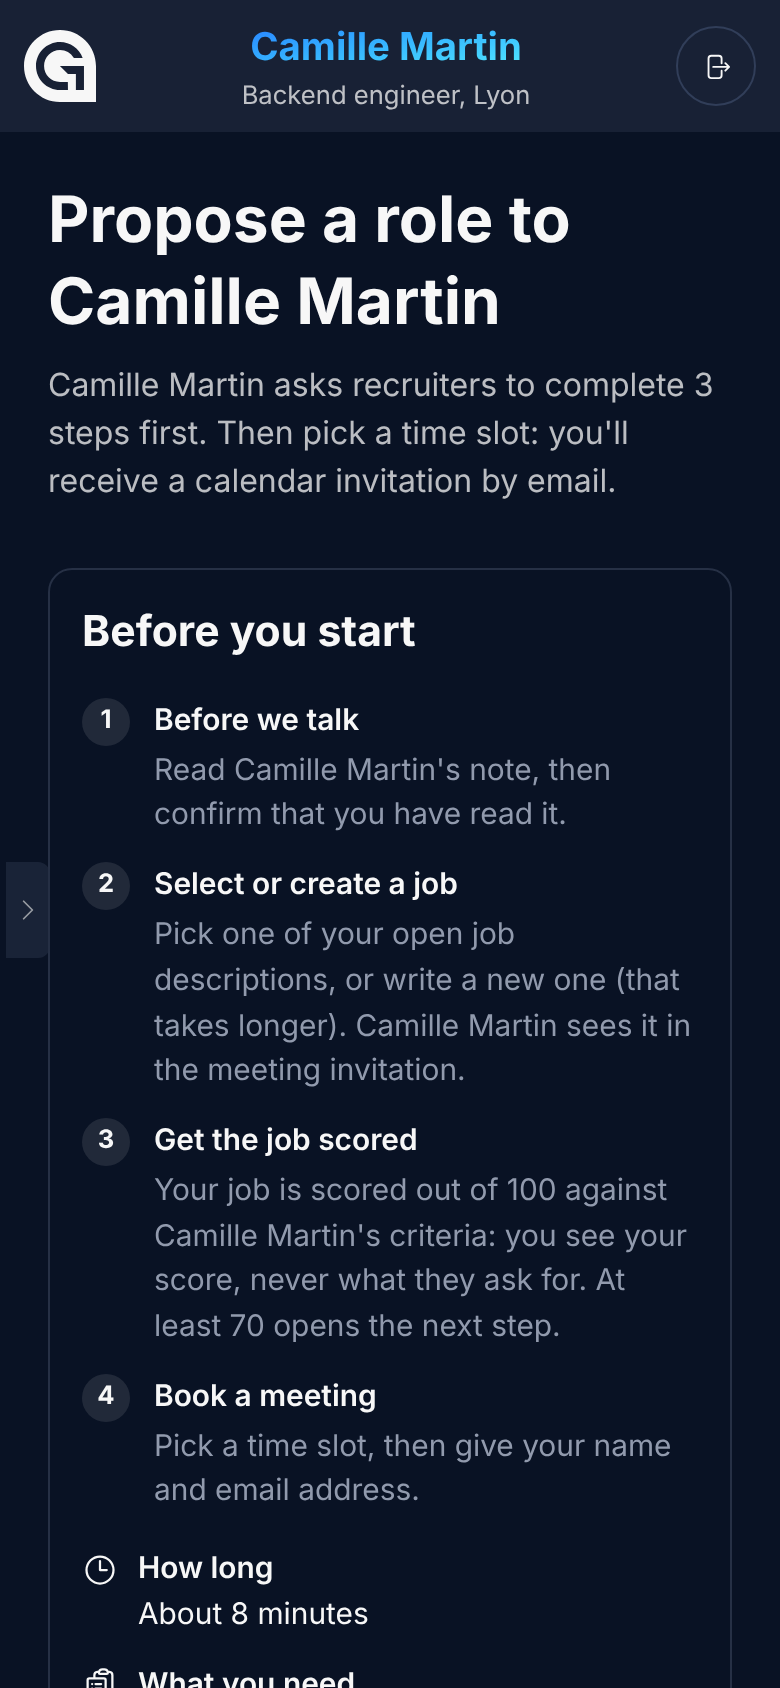 Camille Martin
Backend engineer, Lyon
Propose a role to
Camille Martin
Camille Martin asks recruiters to complete 3
steps first. Then pick a time slot: you'll
receive a calendar invitation by email.
Before you start
1 Before we talk
Read Camille Martin's note, then
confirm that you have read it.
2 Select or create a job
Pick one of your open job
descriptions, or write a new one (that
takes longer). Camille Martin sees it in
the meeting invitation.
3 Get the job scored
Your job is scored out of 100 against
Camille Martin's criteria: you see your
score, never what they ask for. At
least 70 opens the next step.
4 Book a meeting
Pick a time slot, then give your name
and email address.
How long
About 8 minutes
What you need